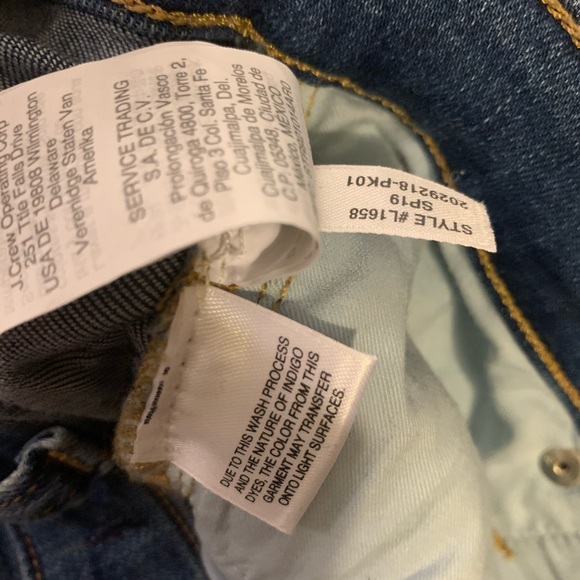 J.Crew Operating Corp
251 Ttle Falls Drive
USA DE 19808 Wilmington
Delaware
Verenidge Staten Van
Amerika
SERVICE TRADING
S.A. DE C.V.
Prolongación Vasco
de Quiroga 4800, Torre 2,
Piso 3 Col. Santa Fe
Cuajimalpa, Del.
Cuajimalpa de Morelos
C.P. 05348, Ciudad de
STYLE #L1658
SP19
2029218-PK01
DUE TO THIS WASH PROCESS
AND THE NATURE OF INDIGO
DYES, THE COLOR FROM THIS
GARMENT MAY TRANSFER
ONTO LIGHT SURFACES.